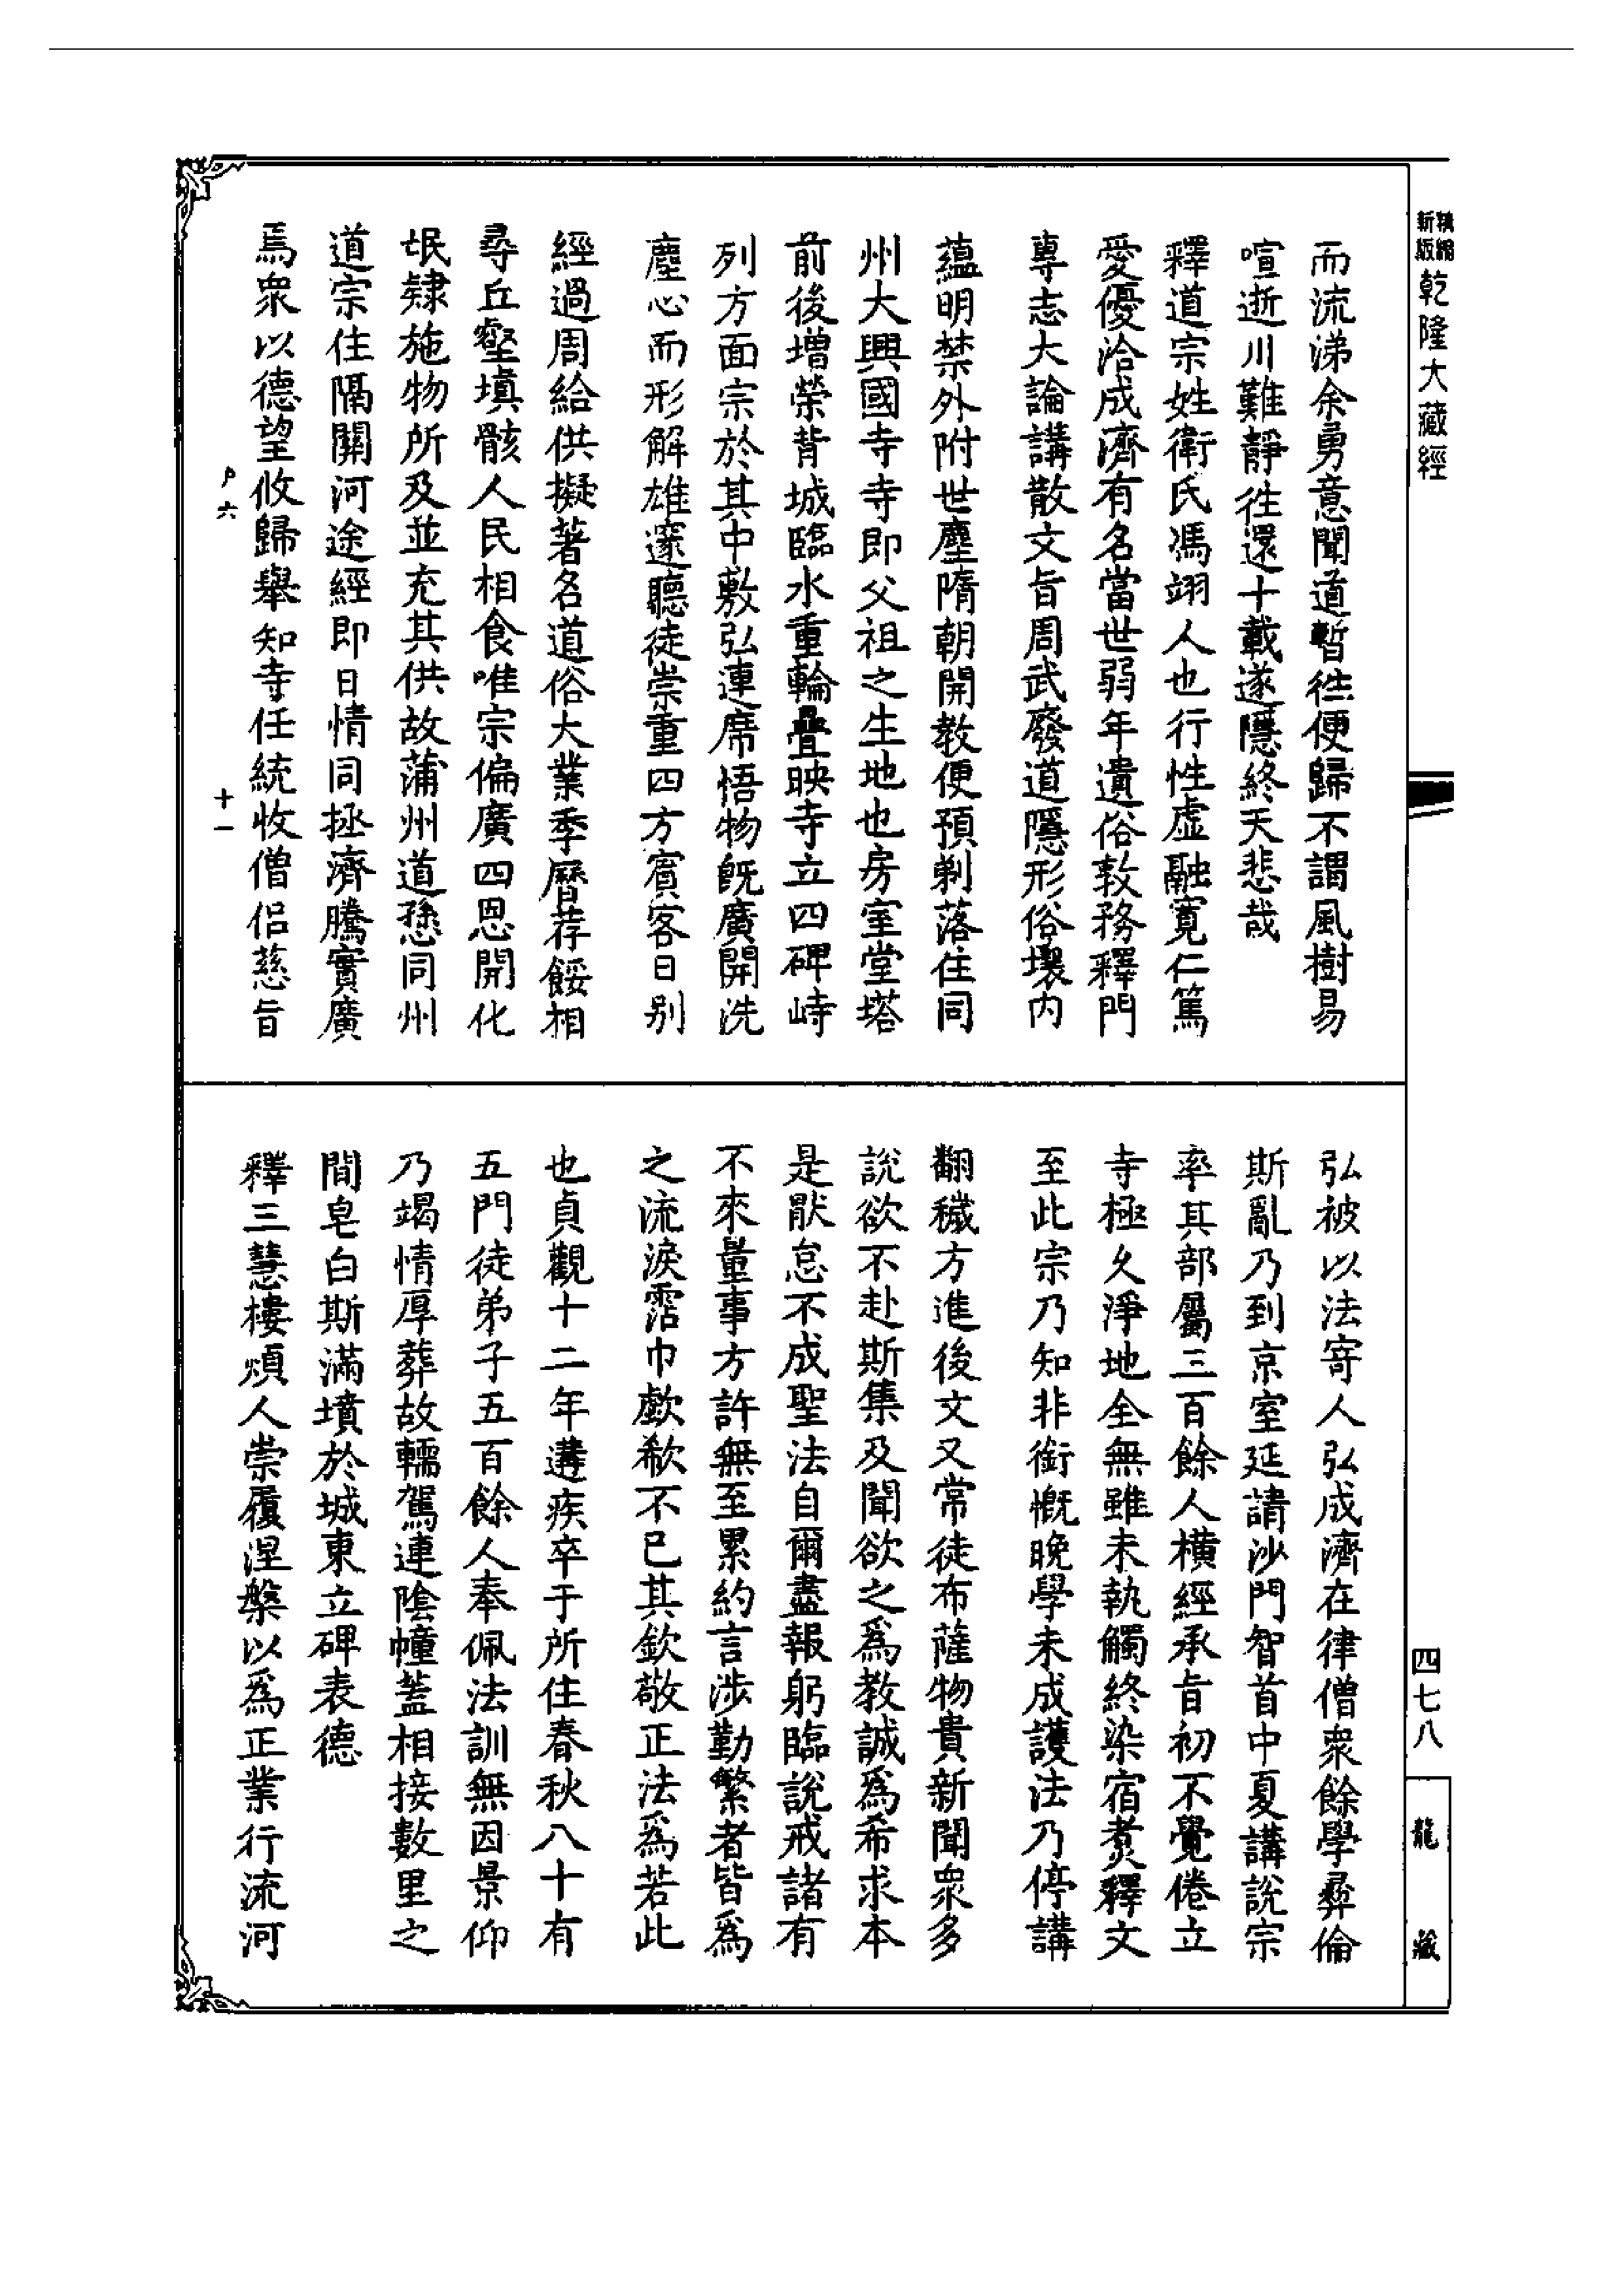 精縮新版乾隆大藏經
而流涕余勇意聞道暫徃便歸不謂風樹易
喧逝川難靜徃還十載遂隱終天悲哉
釋道宗姓衛氏馮翊人也行性虛融寬仁篤
愛優洽成濟有名當世弱年遺俗敦務釋門
專志大論講散文旨周武廢道隱形俗壤内
蘊明禁外附世塵隋朝開教便預剃落住同
州大興國寺寺即父祖之生地也房室堂塔
前後增榮背城臨水重輪疊映寺立四碑峙
列方面宗於其中敷弘連席悟物旣廣開洗
塵心而形解雄邃聽徒崇重四方賓客日别
經過周給供擬著名道俗大業季曆荐餒相
尋丘壑塡骸人民相食唯宗偏廣四恩開化
氓隸施物所及並充其供故蒲州道愻同州
道宗住隔關河途經即日情同拯濟騰實廣
焉衆以德望攸歸舉知寺任統收僧侣慈旨
户六
十一
弘被以法寄人弘成濟在律僧衆餘學彛倫
斯亂乃到京室延請沙門智首中夏講說宗
率其部屬三百餘人橫經承旨初不覺倦立
寺極久淨地全無雖未執觸終染宿煑釋文
至此宗乃知非銜慨晚學未成護法乃停講
翻穢方進後文又常徒布薩物貴新聞衆多
說欲不赴斯集及聞欲之爲教誠爲希求本
是猒怠不成聖法自爾盡報躬臨說戒諸有
不來量事方許無至累約言涉勤繁者皆爲
之流淚霑巾歔欷不已其欽敬正法爲若此
也貞觀十二年遘疾卒于所住春秋八十有
五門徒弟子五百餘人奉佩法訓無因景仰
乃竭情厚葬故轜駕連陰幢蓋相接數里之
間皂白斯滿墳於城東立碑表德
釋三慧樓煩人崇履涅槃以爲正業行流河
四七八
龍藏